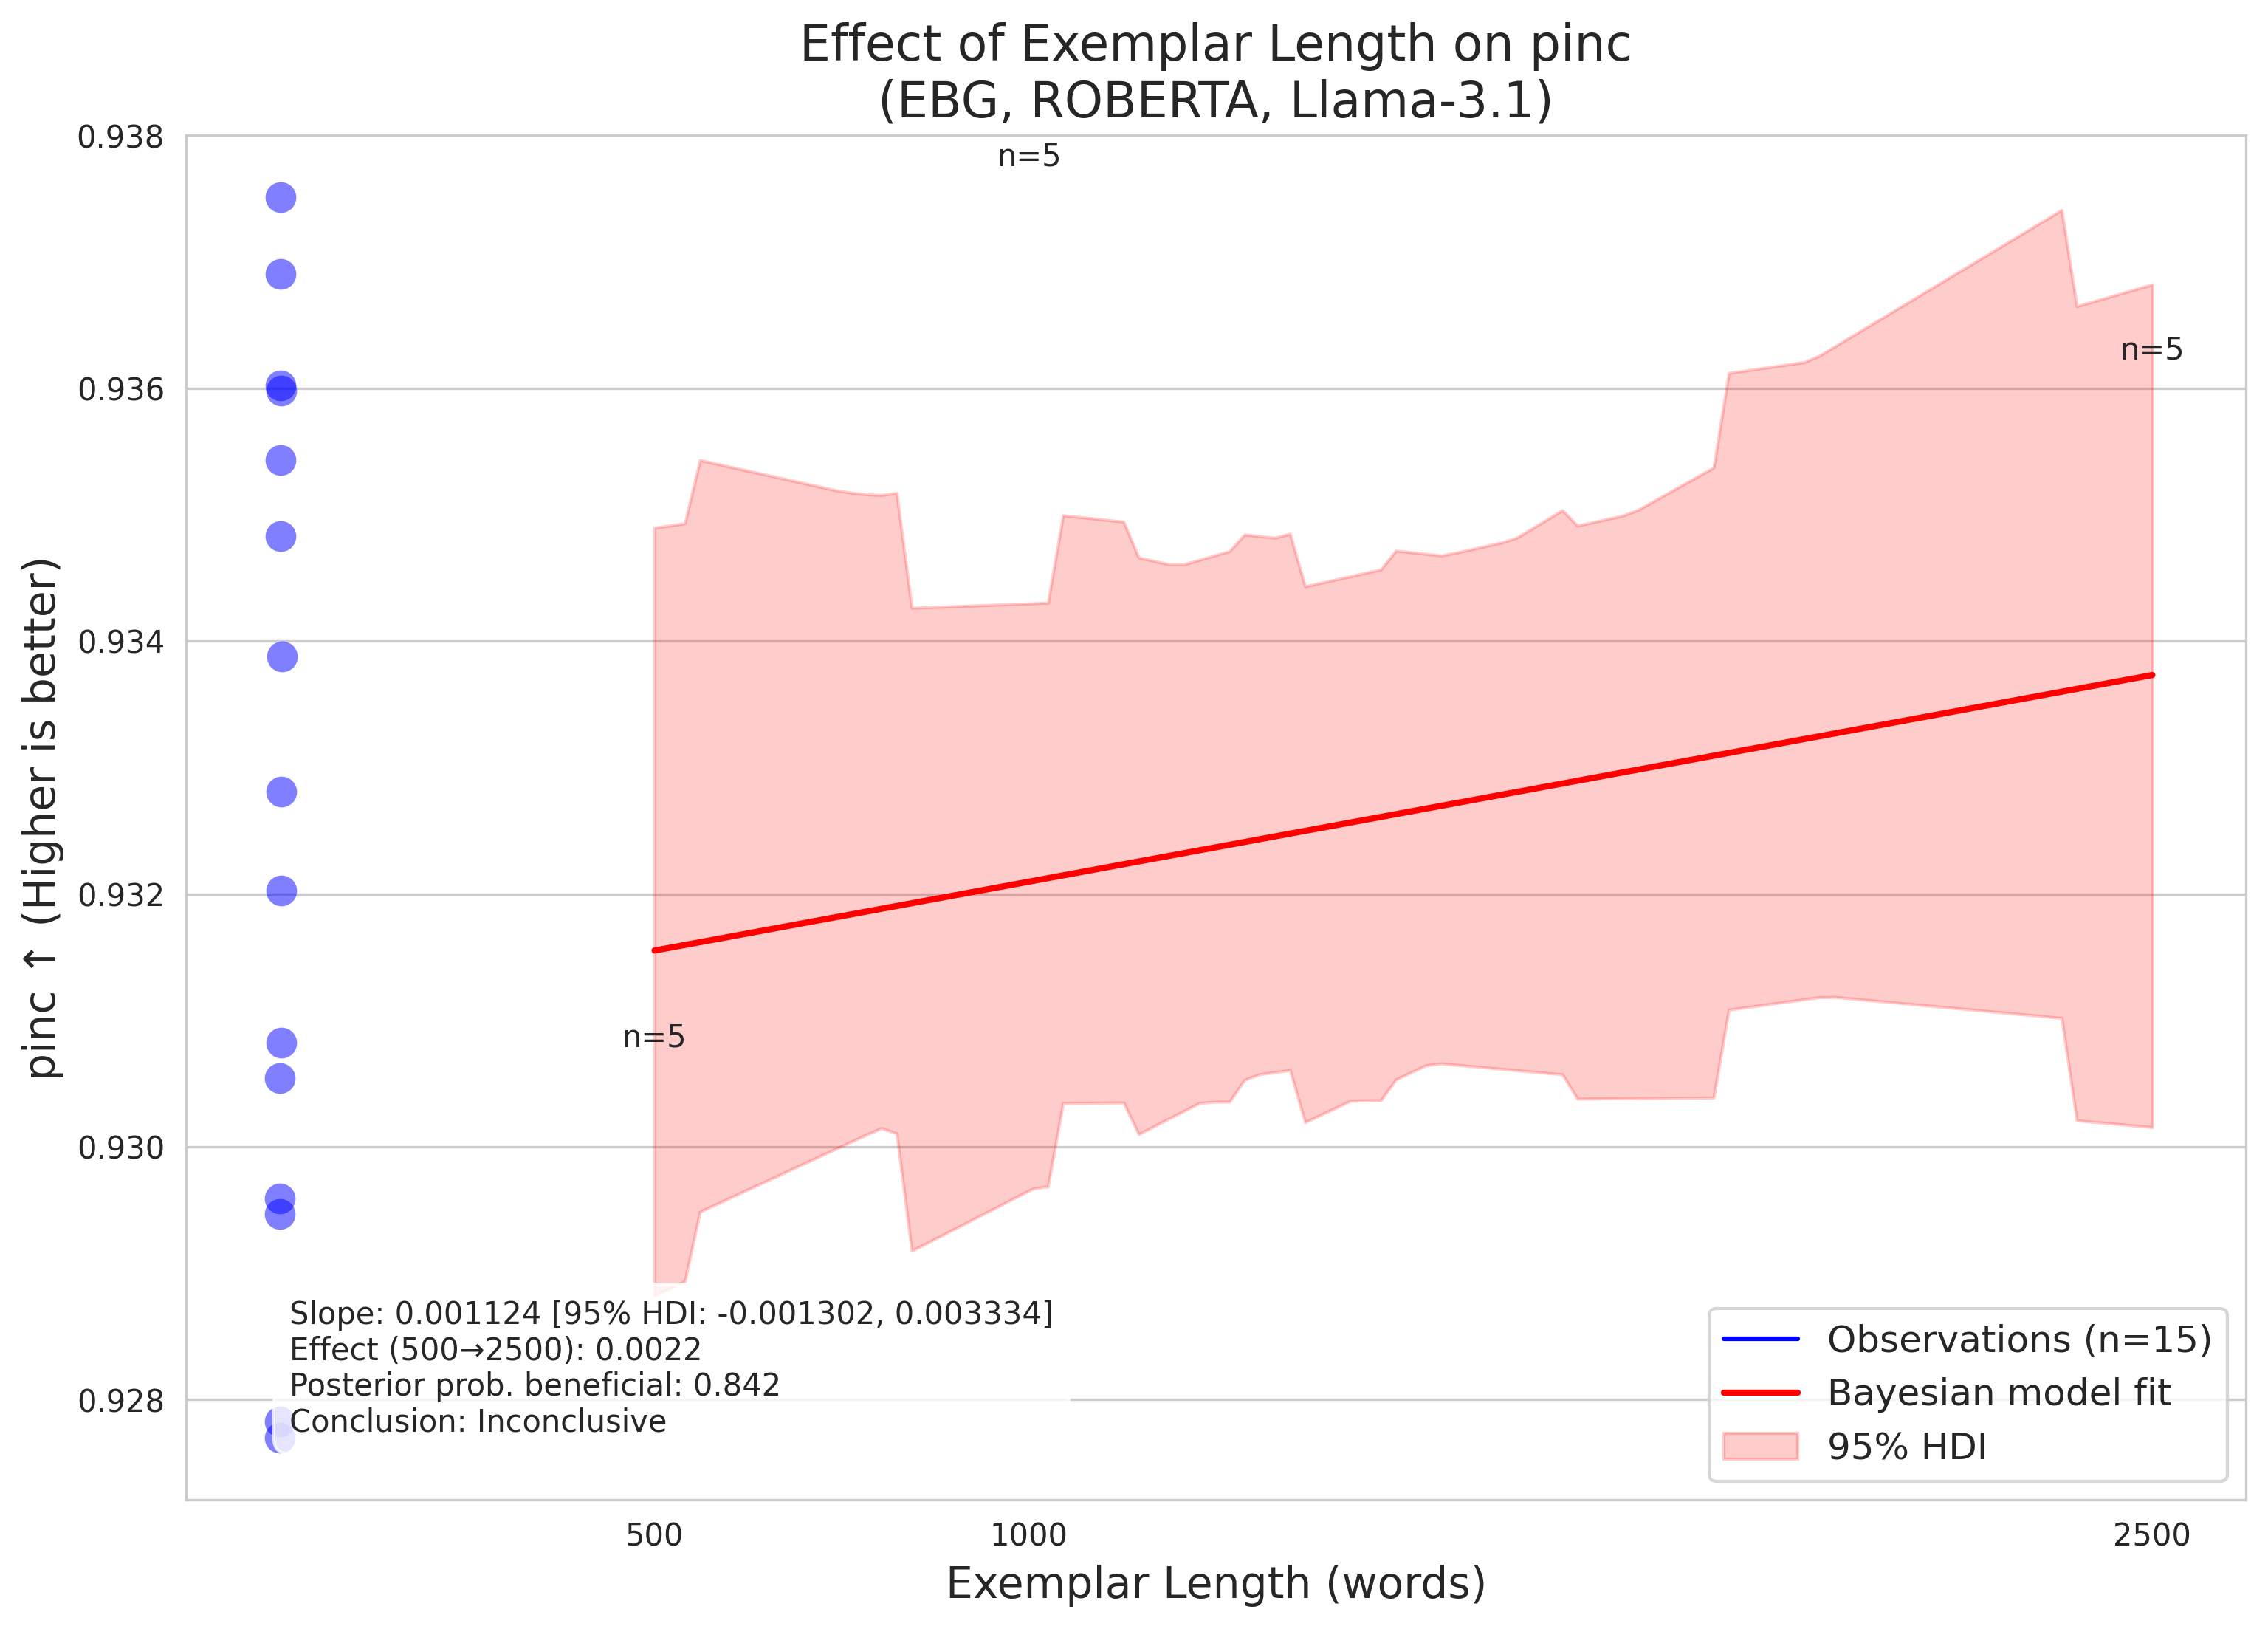 Effect of Exemplar Length on pinc
(EBG, ROBERTA, Llama-3.1)
0.938
0.936
0.934
0.932
0.930
0.928
pinc ↑ (Higher is better)
n=5
n=5
n=5
Slope: 0.001124 [95% HDI: -0.001302, 0.003334]
Effect (500→2500): 0.0022
Posterior prob. beneficial: 0.842
Conclusion: Inconclusive
Observations (n=15)
Bayesian model fit
95% HDI
500
1000
2500
Exemplar Length (words)